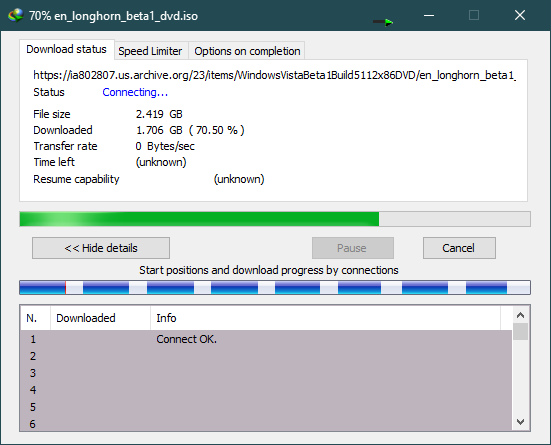 70% en_longhorn_beta1_dvd.iso
Download status Speed Limiter Options on completion
https://ia802807.us.archive.org/23/items/WindowsVistaBeta1Build5112x86DVD/en_longhorn_beta1_
Status Connecting...
File size 2.419 GB
Downloaded 1.706 GB ( 70.50 % )
Transfer rate 0 Bytes/sec
Time left (unknown)
Resume capability (unknown)
<< Hide details Pause Cancel
Start positions and download progress by connections
N. Downloaded Info
1 Connect OK.
2
3
4
5
6